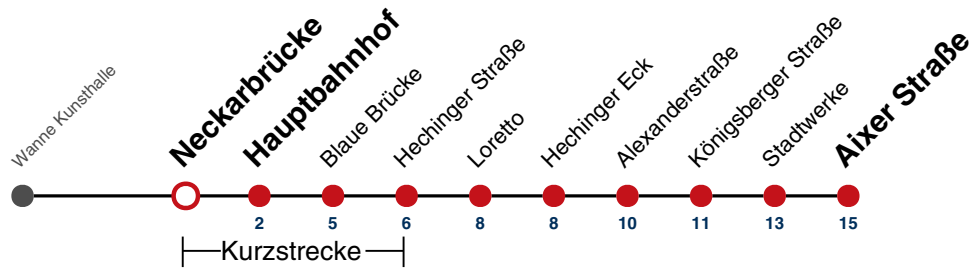 Wanne Kunsthalle
Neckarbrücke
Hauptbahnhof
Blaue Brücke
Hechinger Straße
Loretto
Hechinger Eck
Alexanderstraße
Königsberger Straße
Stadtwerke
Aixer Straße
2 5 6 8 8 10 11 13 15
Kurzstrecke